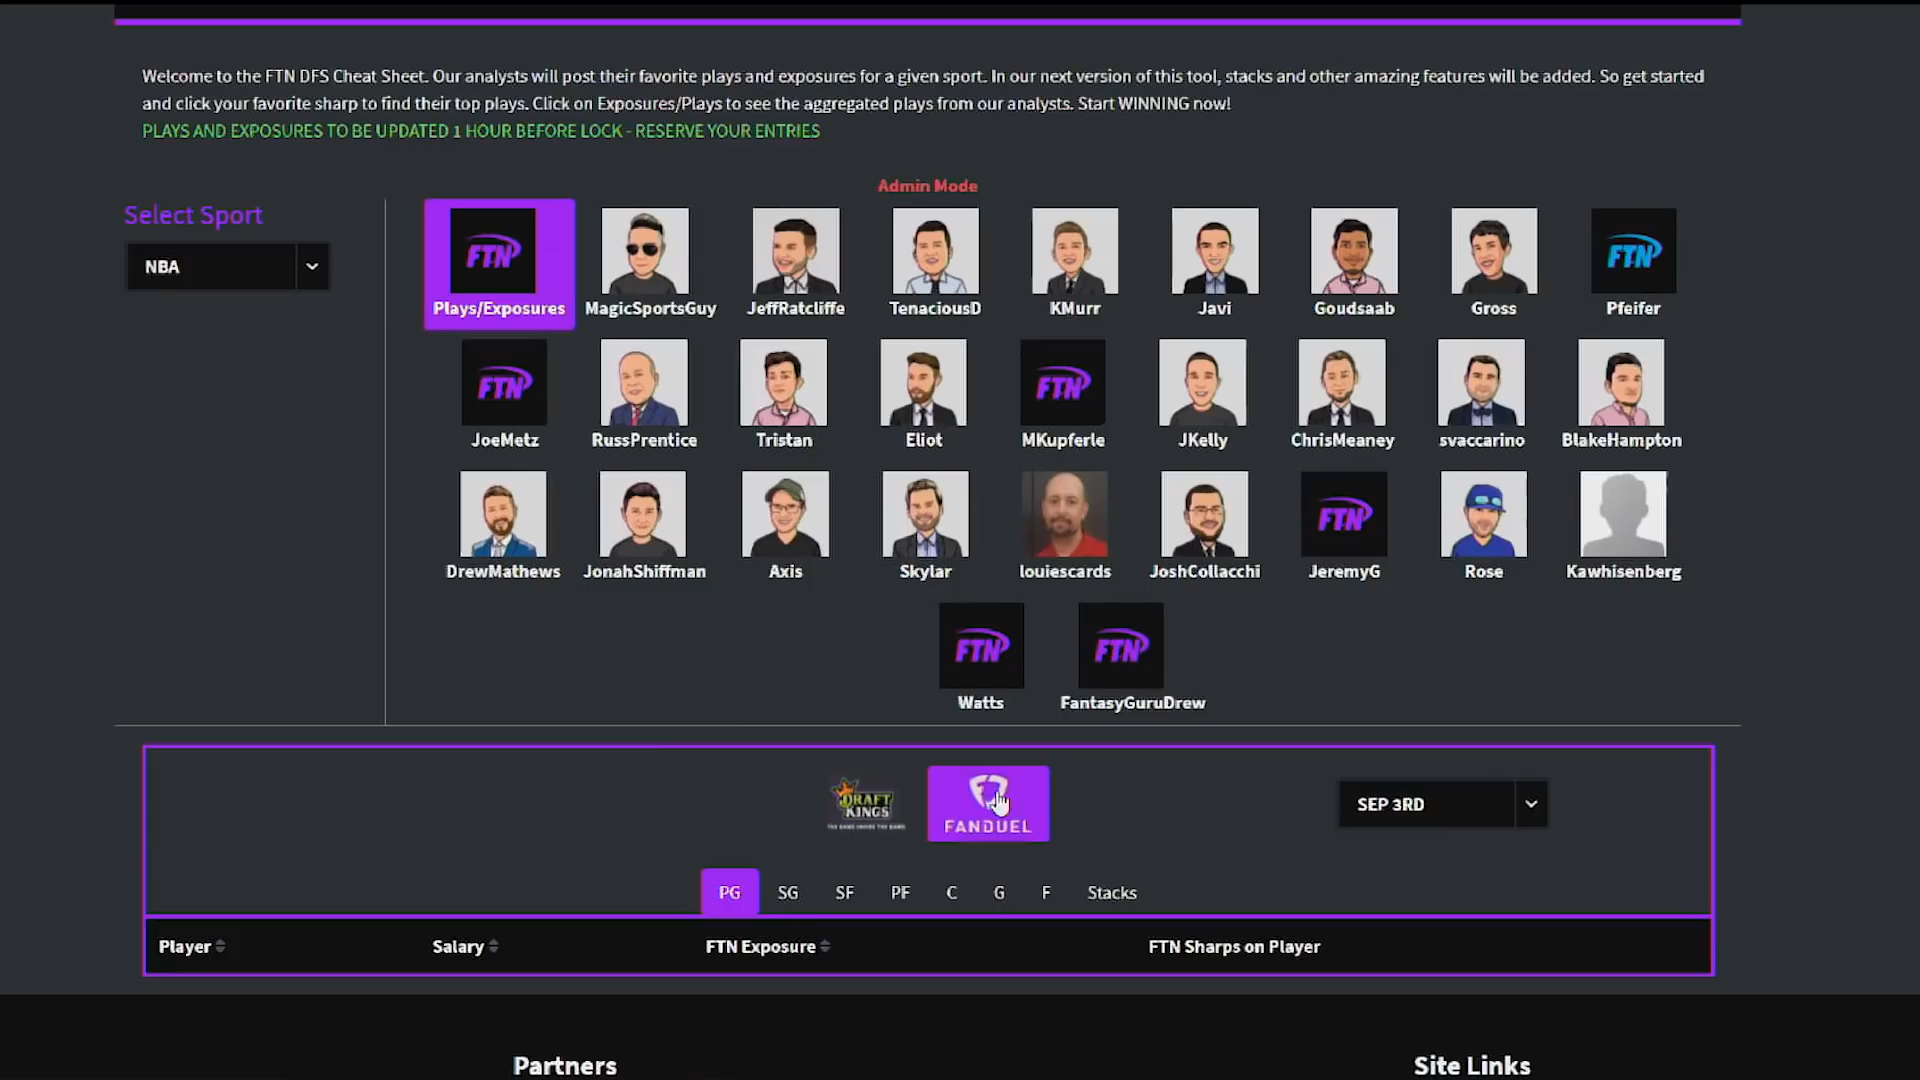 Welcome to the FTN DFS Cheat Sheet. Our analysts will post their favorite plays and exposures for a given sport. In our next version of this tool, stacks and other amazing features will be added. So get started
and click your favorite sharp to find their top plays. Click on Exposures/Plays to see the aggregated plays from our analysts. Start WINNING now!
PLAYS AND EXPOSURES TO BE UPDATED 1 HOUR BEFORE LOCK - RESERVE YOUR ENTRIES
Admin Mode
Select Sport
NBA
FTN FTN
Plays/Exposures MagicSportsGuy JeffRatcliffe TenaciousD KMurr Javi Goudsaab Gross Pfeifer
FTN FTN
JoeMetz RussPrentice Tristan Eliot MKupferle JKelly ChrisMeaney svaccarino BlakeHampton
FTN
DrewMathews JonahShiffman Axis Skylar louiescards JoshCollacchi JeremyG Rose Kawhisenberg
FTN FTN
Watts FantasyGuruDrew
DRAFT
KINGS
THE GAME INSIDE THE GAME
FANDUEL
SEP 3RD
PG SG SF PF C G F Stacks
Player Salary FTN Exposure FTN Sharps on Player
Partners Site Links